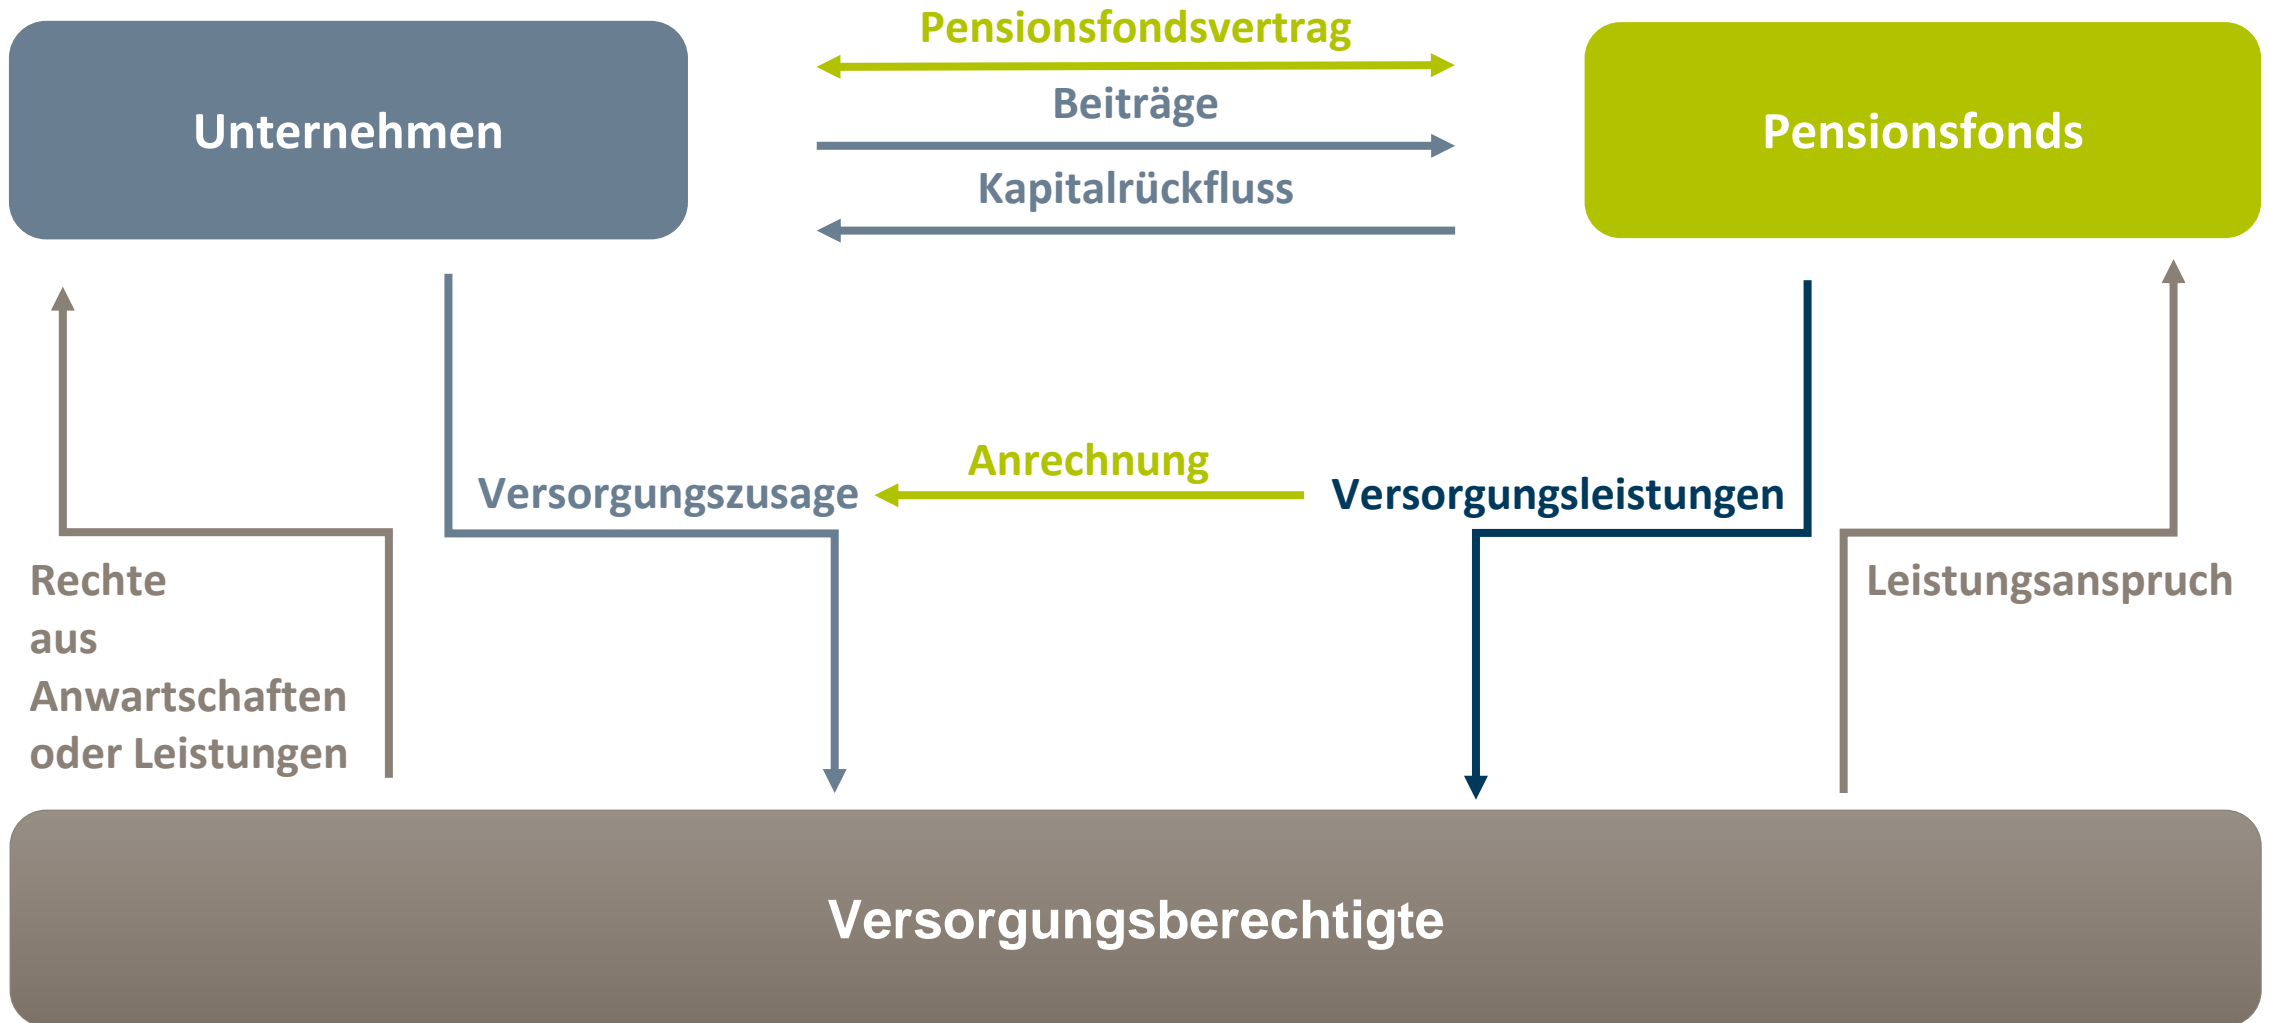 Pensionsfondsvertrag
Unternehmen
Beiträge
Pensionsfonds
Kapitalrückfluss
Anrechnung
Versorgungszusage
Versorgungsleistungen
Rechte
aus
Anwartschaften
oder Leistungen
Leistungsanspruch
Versorgungsberechtigte